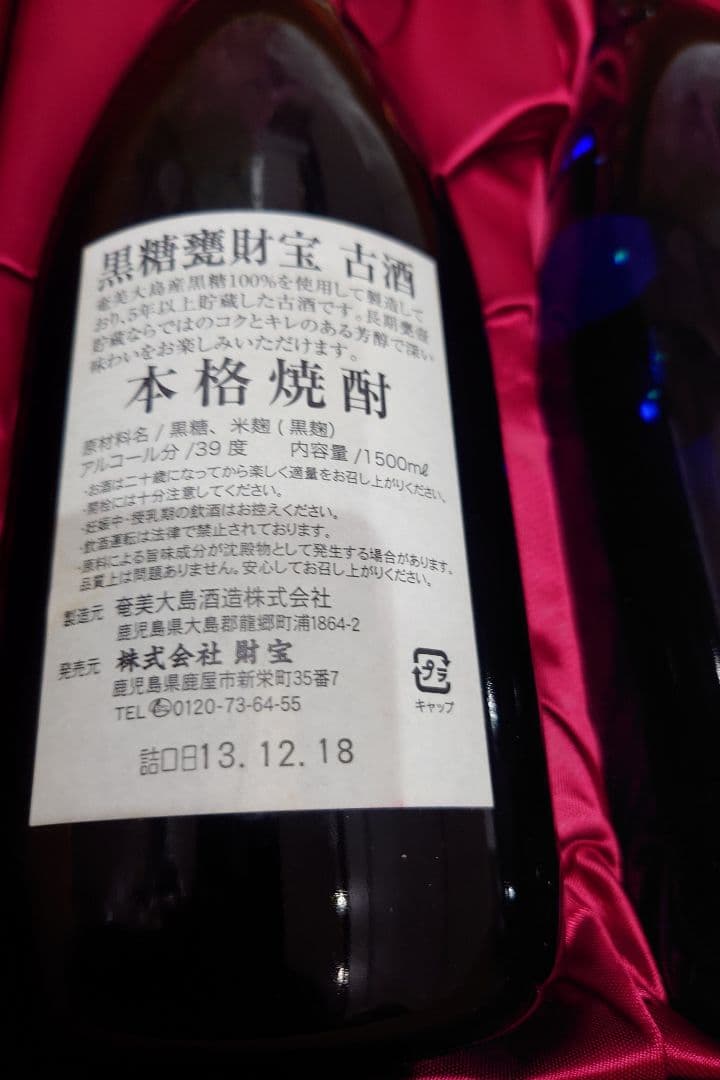 黒糖甕財宝 古酒
奄美大島産黒糖100%を使用して製造して
おり、5年以上貯蔵した古酒です。長期甕壺
貯蔵ならではのコクとキレのある芳醇で深い
味わいをお楽しみいただけます。
本格焼酎
原材料名/黒糖、米麹(黒麹)
アルコール分/39度 内容量/1500mℓ
・お酒は二十歳になってから楽しく適量をお召し上がりください。
・開栓には十分注意してください。
・妊娠中・授乳期の飲酒はお控えください。
・飲酒運転は法律で禁止されております。
・原料による旨味成分が沈殿物として発生する場合があります。
品質上は問題ありません。安心してお召し上がりください。
製造元 奄美大島酒造株式会社
鹿児島県大島郡龍郷町浦1864-2
発売元 株式会社 財宝
鹿児島県鹿屋市新栄町35番7
TEL 0120-73-64-55
プラ
キャップ
詰口日13.12.18